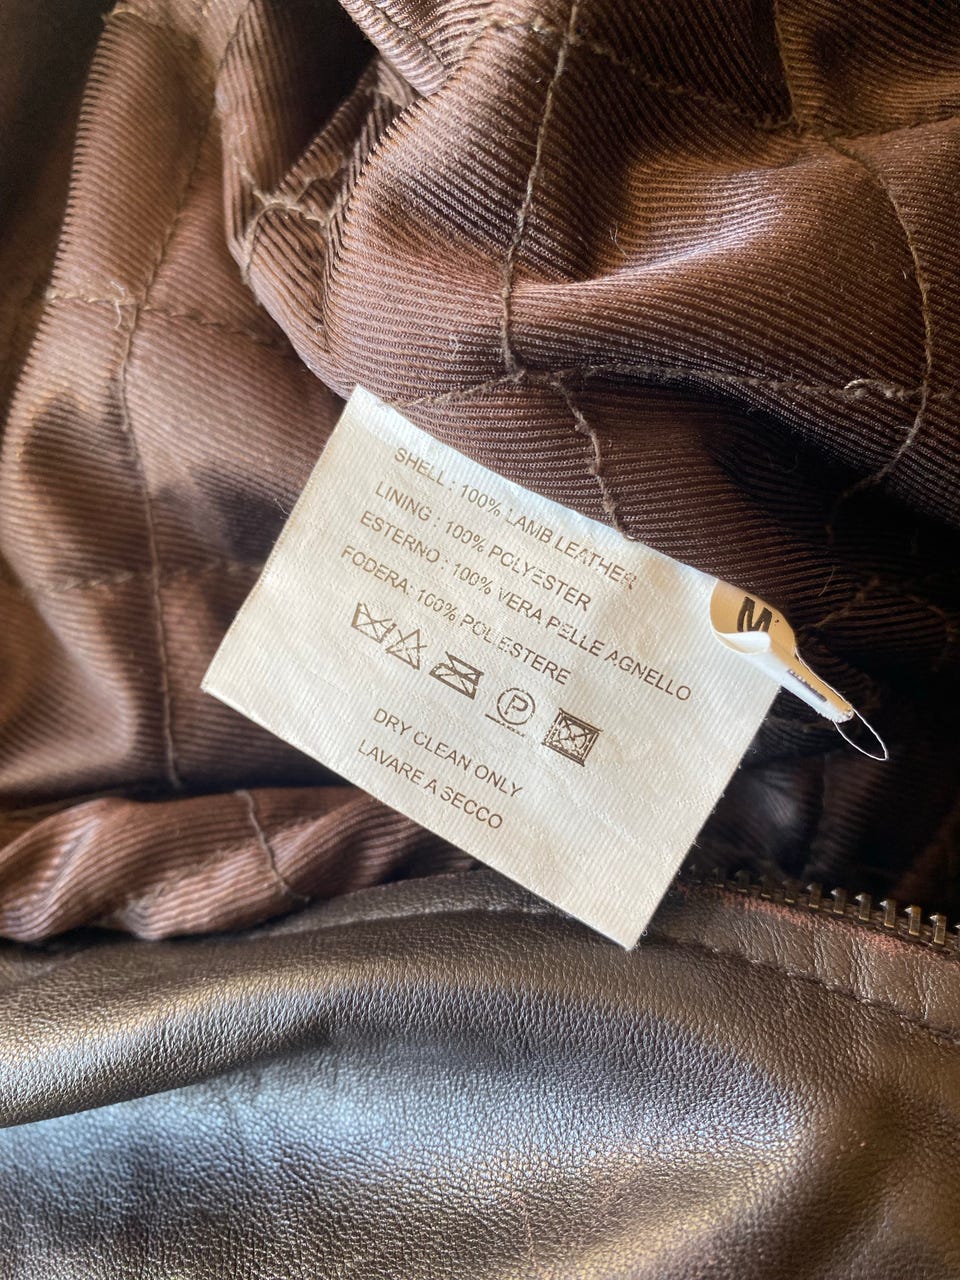 SHELL : 100% LAMB LEATHER
LINING : 100% POLYESTER
ESTERNO : 100% VERA PELLE AGNELLO
FODERA: 100% POLIESTERE
P
DRY CLEAN ONLY
LAVARE A SECCO
M